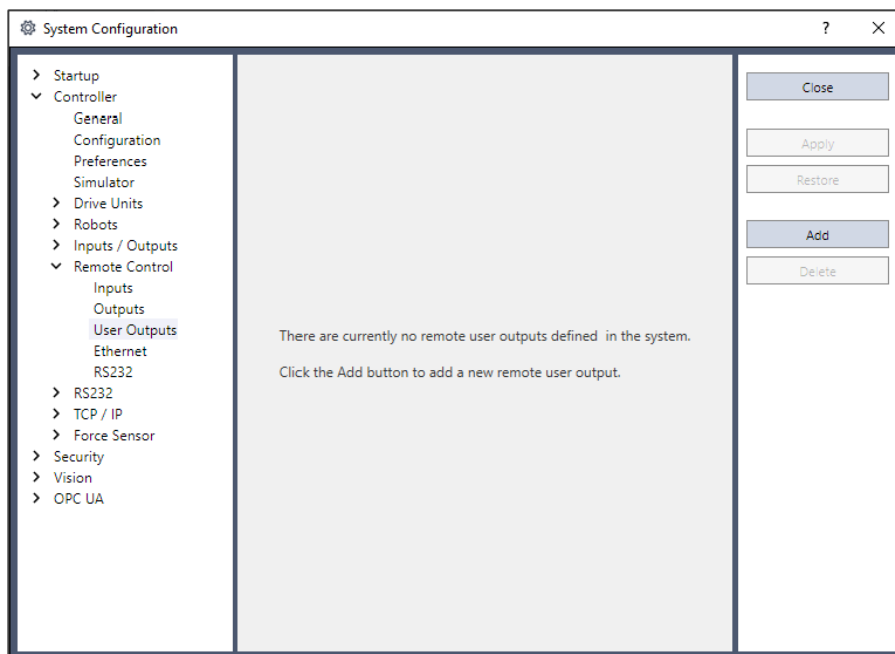 System Configuration
?
Startup
Controller
General
Configuration
Preferences
Simulator
Drive Units
Robots
Inputs / Outputs
Remote Control
Inputs
Outputs
User Outputs
Ethernet
RS232
RS232
TCP / IP
Force Sensor
Security
Vision
OPC UA
There are currently no remote user outputs defined in the system.
Click the Add button to add a new remote user output.
Close
Apply
Restore
Add
Delete